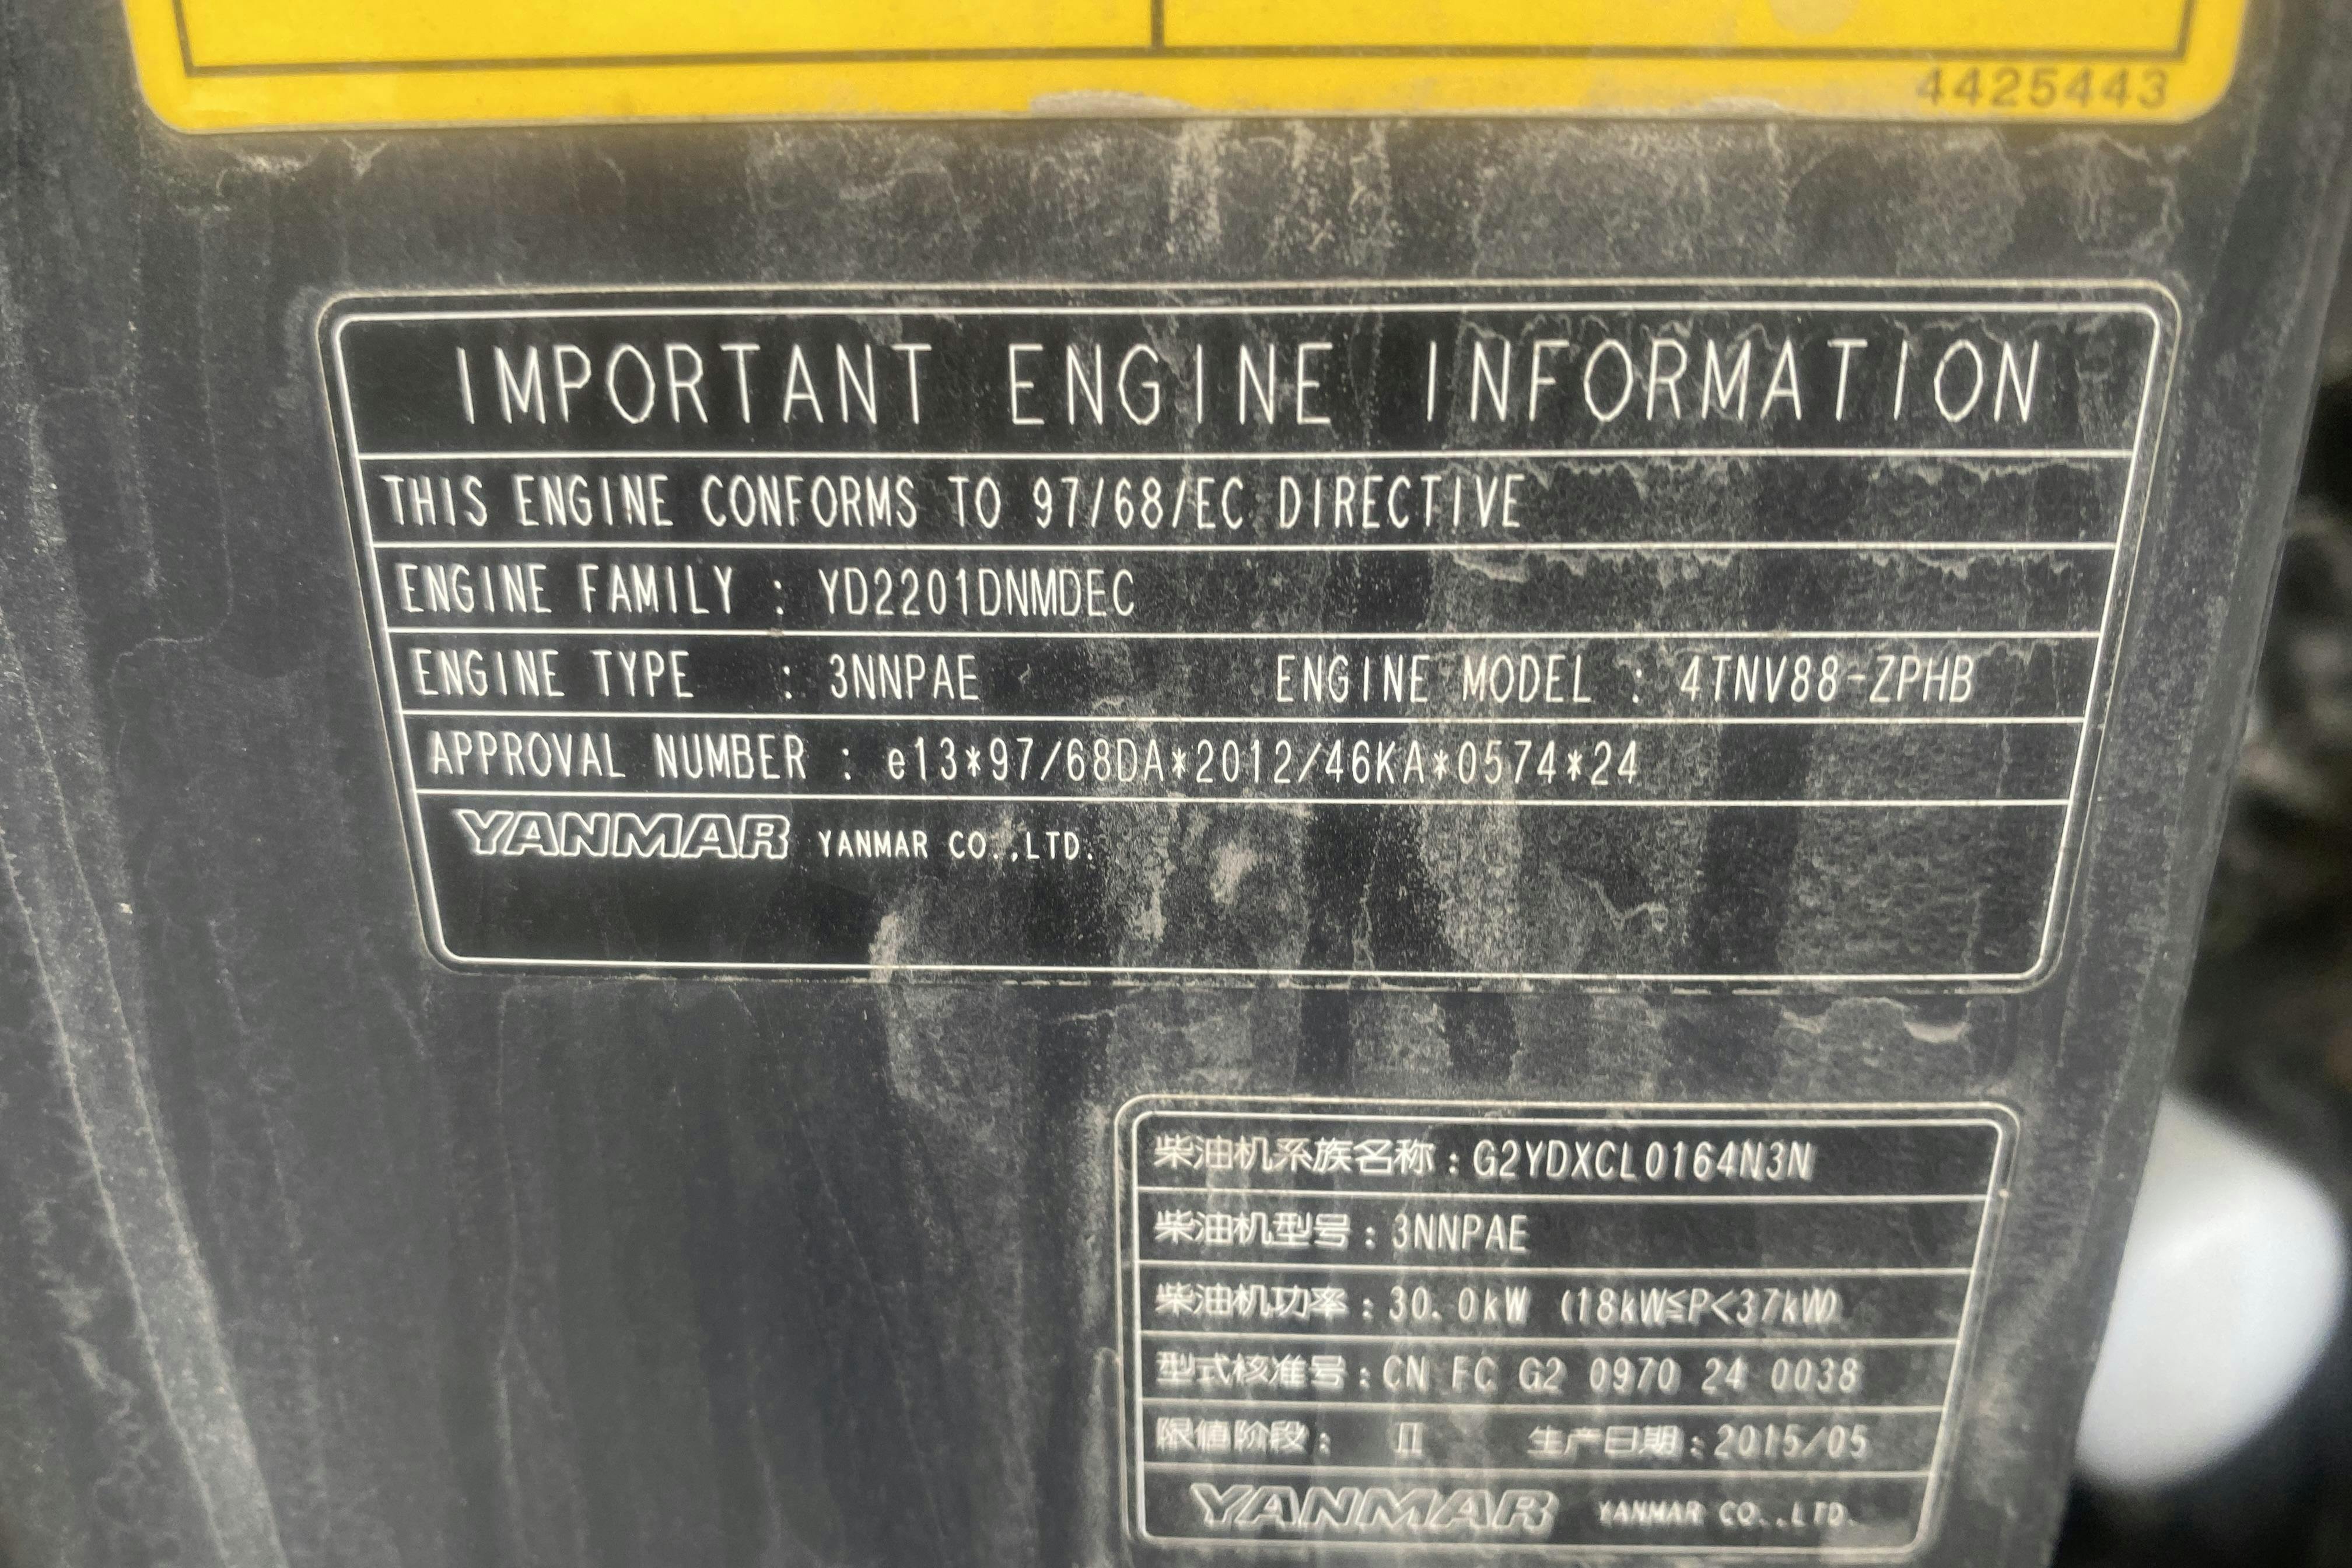 4425443
IMPORTANT ENGINE INFORMATION
THIS ENGINE CONFORMS TO 97/68/EC DIRECTIVE
ENGINE FAMILY : YD2201DNMDEC
ENGINE TYPE : 3NNPAE ENGINE MODEL : 4TNV88-ZPHB
APPROVAL NUMBER : e13*97/68DA*2012/46KA*0574*24
YANMAR YANMAR CO.,LTD.
柴油机系族名称：G2YDXCL0164N3N
柴油机型号：3NNPAE
柴油机功率：30.0kW (18kW≤P<37kW)
型式核准号：CN FC G2 0970 24 0038
限值阶段： Ⅱ 生产日期：2015/05
YANMAR YANMAR CO.,LTD.